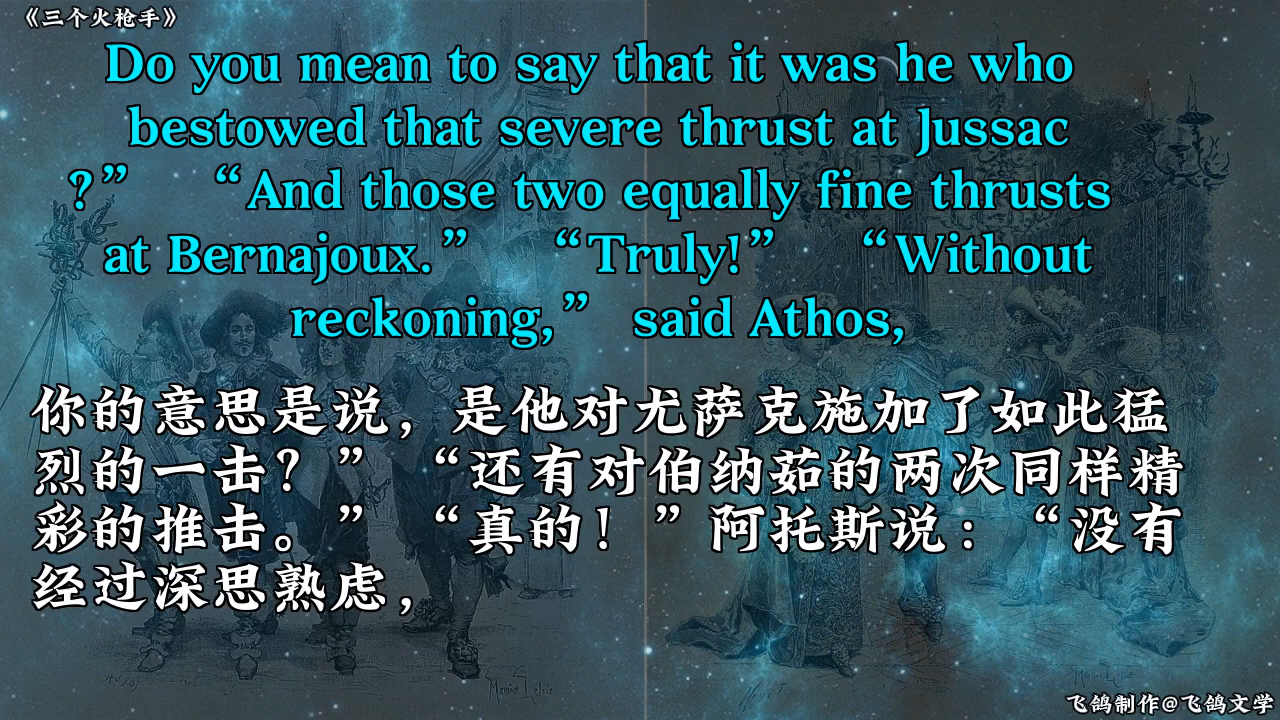 《三个火枪手》
Do you mean to say that it was he who
bestowed that severe thrust at Jussac
?” “And those two equally fine thrusts
at Bernajoux.” “Truly!” “Without
reckoning,” said Athos,
你的意思是说，是他对尤萨克施加了如此猛
烈的一击？” “还有对伯纳茹的两次同样精
彩的推击。” “真的！”阿托斯说：“没有
经过深思熟虑，
飞鸽制作@飞鸽文学